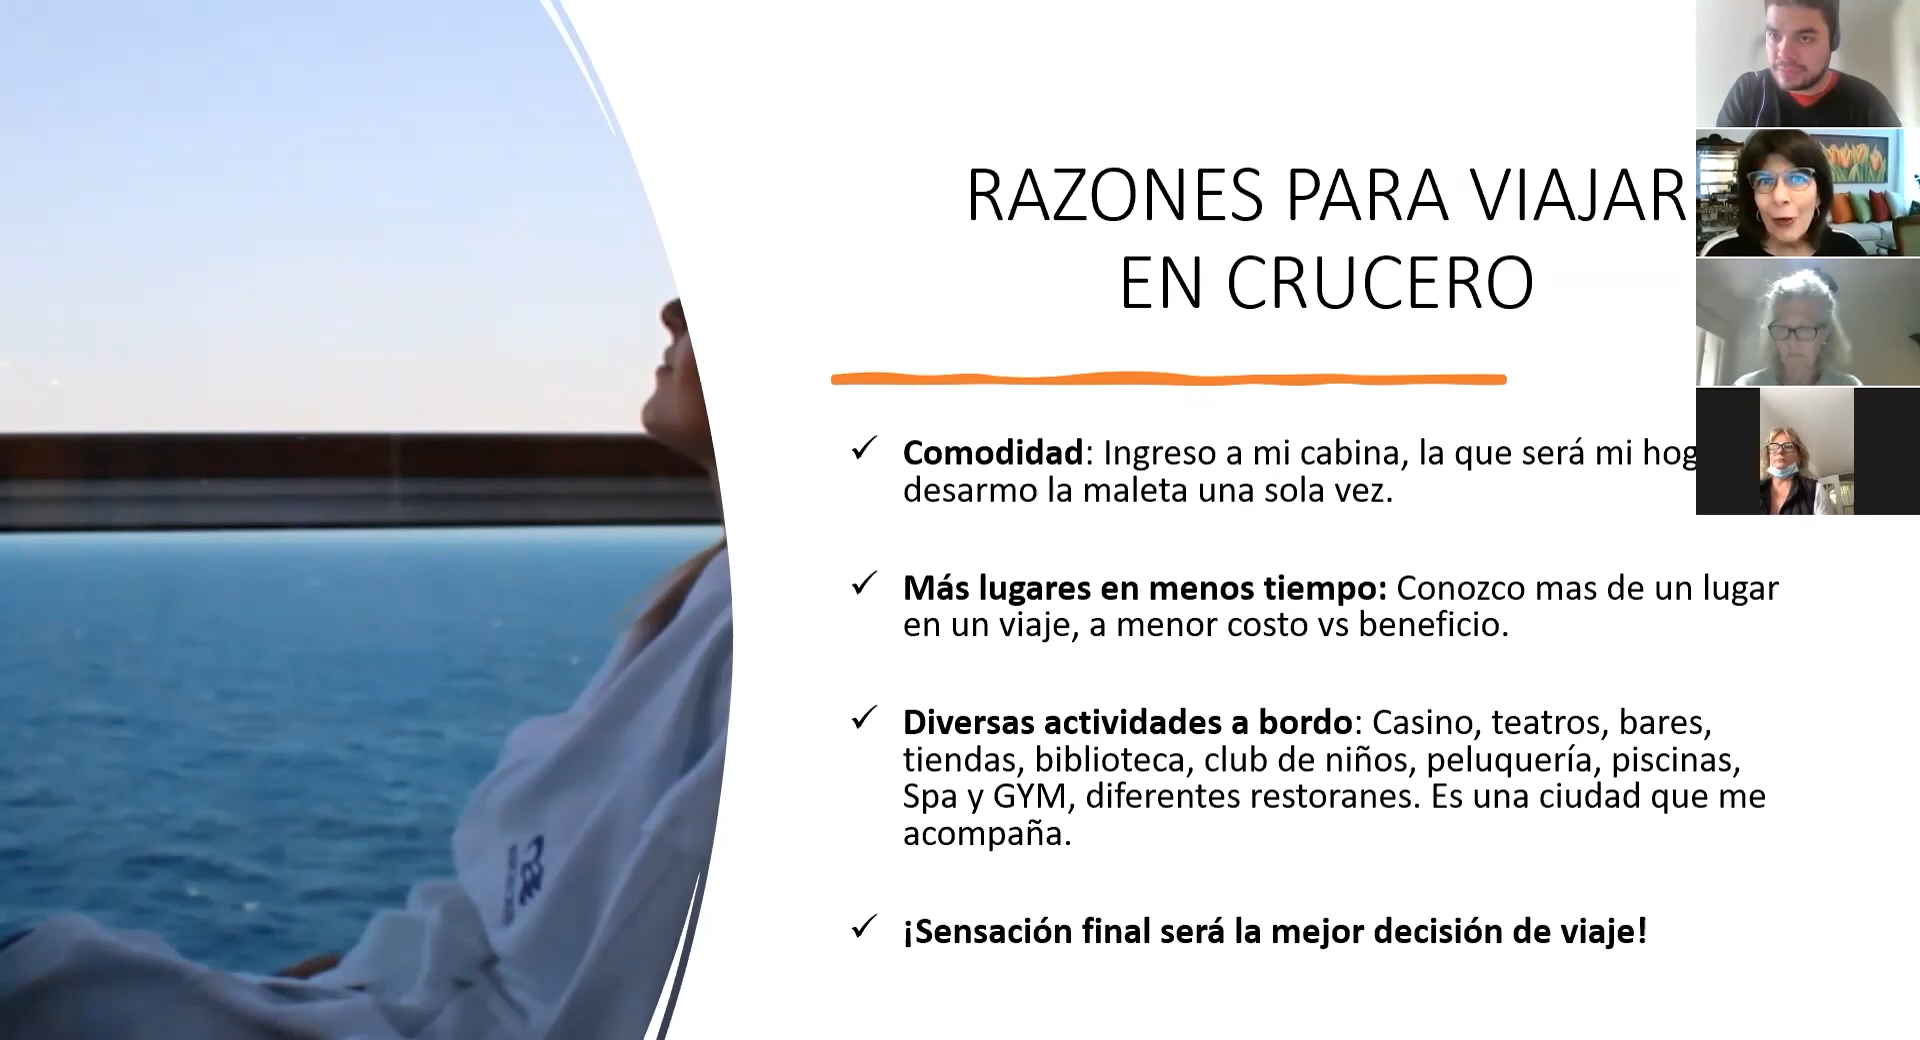 RAZONES PARA VIAJAR
EN CRUCERO
Comodidad: Ingreso a mi cabina, la que será mi
desarmo la maleta una sola vez.
Más lugares en menos tiempo: Conozco mas de un lugar
en un viaje, a menor costo vs beneficio.
Diversas actividades a bordo: Casino, teatros, bares,
tiendas, biblioteca, club de niños, peluquería, piscinas,
Spa y GYM, diferentes restoranes. Es una ciudad que me
acompaña.
¡Sensación final será la mejor decisión de viaje!